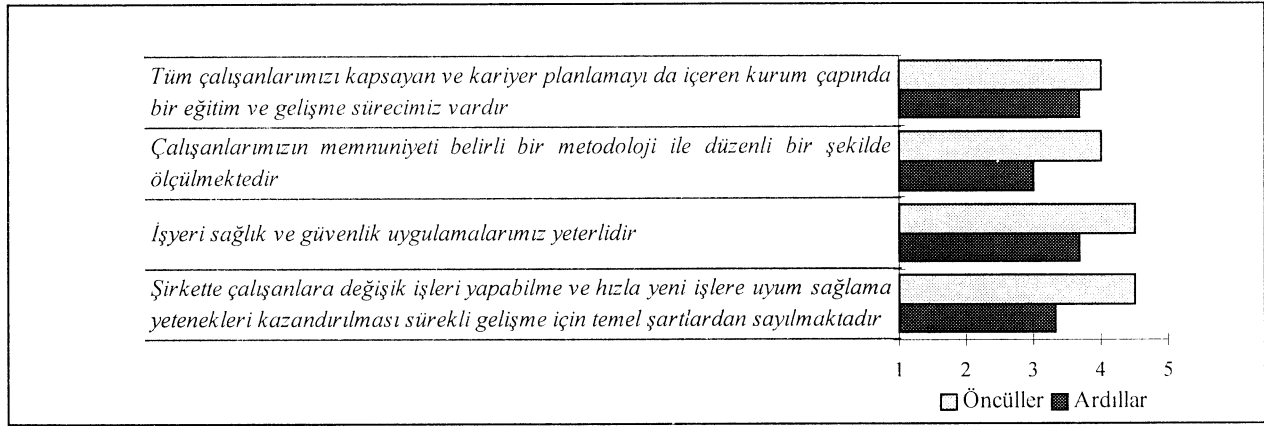 Tüm çalışanlarımızı kapsayan ve kariyer planlamayı da içeren kurum çapında
bir eğitim ve gelişme sürecimiz vardır
Çalışanlarımızın memnuniyeti belirli bir metodoloji ile düzenli bir şekilde
ölçülmektedir
İşyeri sağlık ve güvenlik uygulamalarımız yeterlidir
Şirkette çalışanlara değişik işleri yapabilme ve hızla yeni işlere uyum sağlama
yetenekleri kazandırılması sürekli gelişme için temel şartlardan sayılmaktadır
1 2 3 4 5
Öncüller Ardıllar